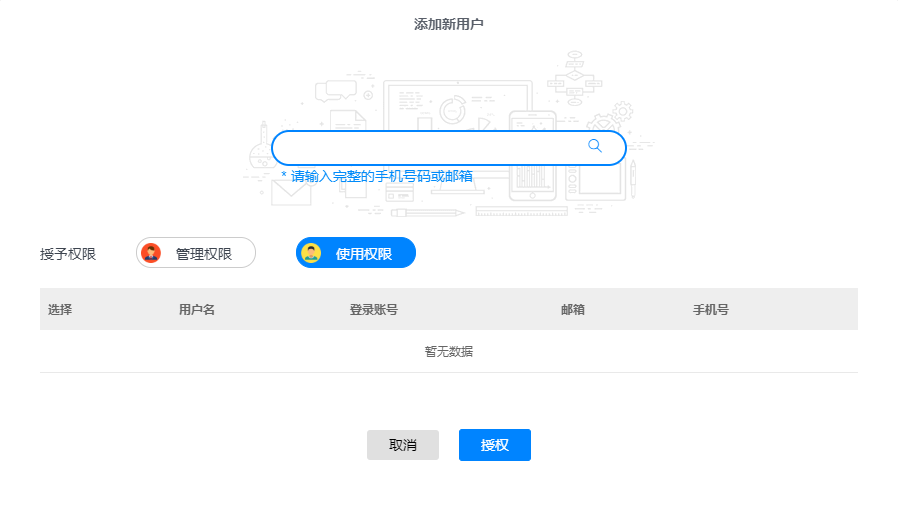 添加新用户
* 请输入完整的手机号码或邮箱
授予权限 管理权限 使用权限
选择 用户名 登录账号 邮箱 手机号
暂无数据
取消 授权